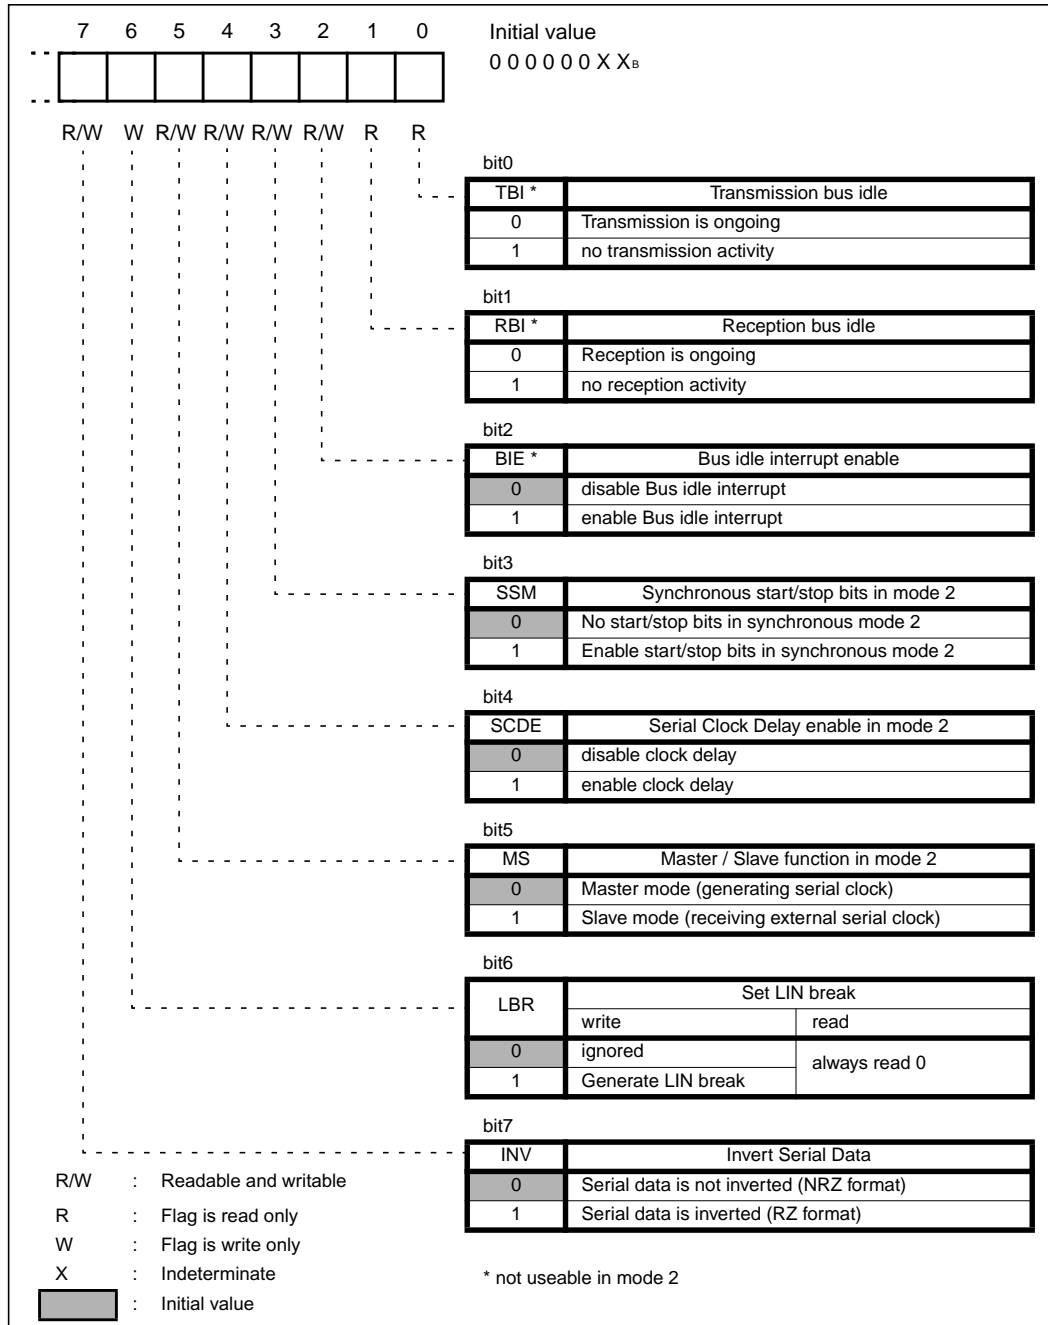 7 6 5 4 3 2 1 0
Initial value
0 0 0 0 0 0 X X B
R/W W R/W R/W R/W R/W R R
bit0
TBI * Transmission bus idle
0 Transmission is ongoing
1 no transmission activity
bit1
RBI * Reception bus idle
0 Reception is ongoing
1 no reception activity
bit2
BIE * Bus idle interrupt enable
0 disable Bus idle interrupt
1 enable Bus idle interrupt
bit3
SSM Synchronous start/stop bits in mode 2
0 No start/stop bits in synchronous mode 2
1 Enable start/stop bits in synchronous mode 2
bit4
SCDE Serial Clock Delay enable in mode 2
0 disable clock delay
1 enable clock delay
bit5
MS Master / Slave function in mode 2
0 Master mode (generating serial clock)
1 Slave mode (receiving external serial clock)
bit6
LBR Set LIN break
write read
0 ignored always read 0
1 Generate LIN break
bit7
INV Invert Serial Data
0 Serial data is not inverted (NRZ format)
1 Serial data is inverted (RZ format)
R/W : Readable and writable
R : Flag is read only
W : Flag is write only
X : Indeterminate
: Initial value
* not useable in mode 2